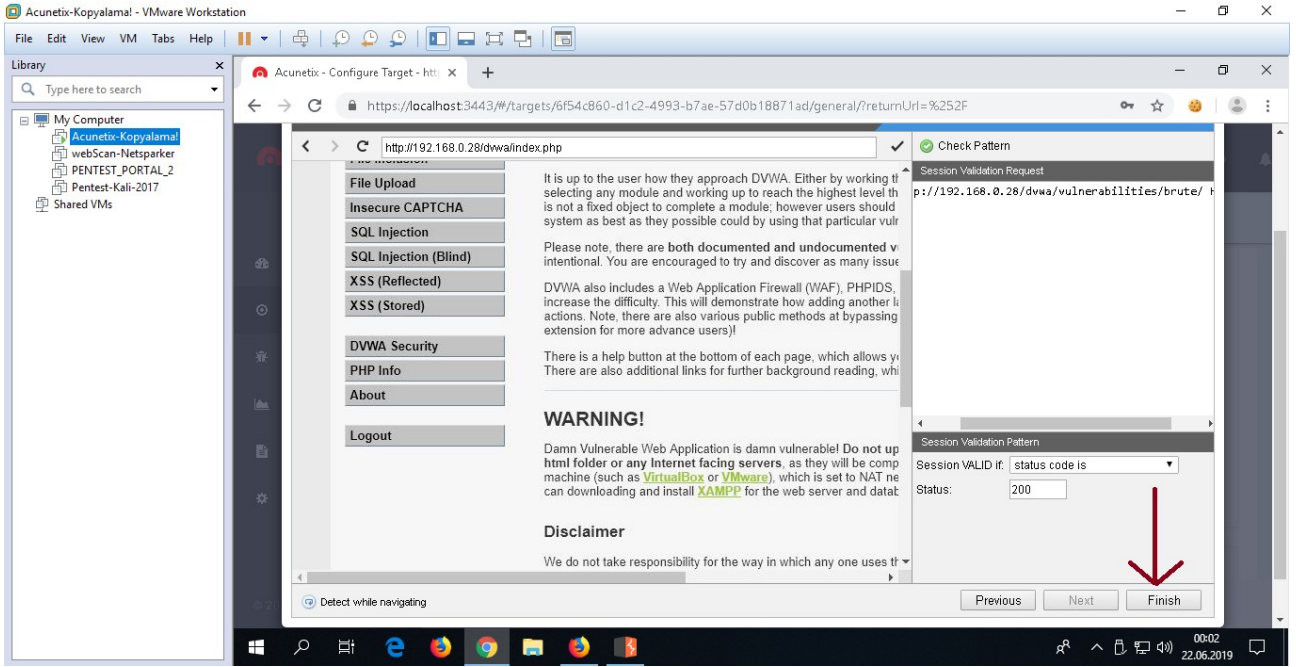 Acunetix-Kopyalama! - VMware Workstation
File Edit View VM Tabs Help
Library
Type here to search
My Computer
Acunetix-Kopyalama!
webScan-Netsparker
PENTEST_PORTAL_2
Pentest-Kali-2017
Shared VMs
Acunetix - Configure Target - htt
https://localhost:3443/#/targets/6f54c860-d1c2-4993-b7ae-57d0b18871ad/general/?returnUrl=%252F
http://192.168.0.28/dvwa/index.php
File Upload
Insecure CAPTCHA
SQL Injection
SQL Injection (Blind)
XSS (Reflected)
XSS (Stored)
DVWA Security
PHP Info
About
Logout
It is up to the user how they approach DVWA. Either by working
selecting any module and working up to reach the highest level
is not a fixed object to complete a module; however users should
system as best as they possible could by using that particular
Please note, there are both documented and undocumented
intentional. You are encouraged to try and discover as many
DVWA also includes a Web Application Firewall (WAF), PHPIDS,
increase the difficulty. This will demonstrate how adding another
actions. Note, there are also various public methods at bypassing
extension for more advance users)!
There is a help button at the bottom of each page, which allows
There are also additional links for further background reading,
WARNING!
Damn Vulnerable Web Application is damn vulnerable! Do not up
html folder or any Internet facing servers, as they will be comp
machine (such as VirtualBox or VMware), which is set to NAT
can downloading and install XAMPP for the web server and datab
Disclaimer
We do not take responsibility for the way in which any one uses
Detect while navigating
Check Pattern
Session Validation Request
p://192.168.0.28/dvwa/vulnerabilities/brute/
Session Validation Pattern
Session VALID if: status code is
Status: 200
Previous Next Finish
00:02
22.06.2019